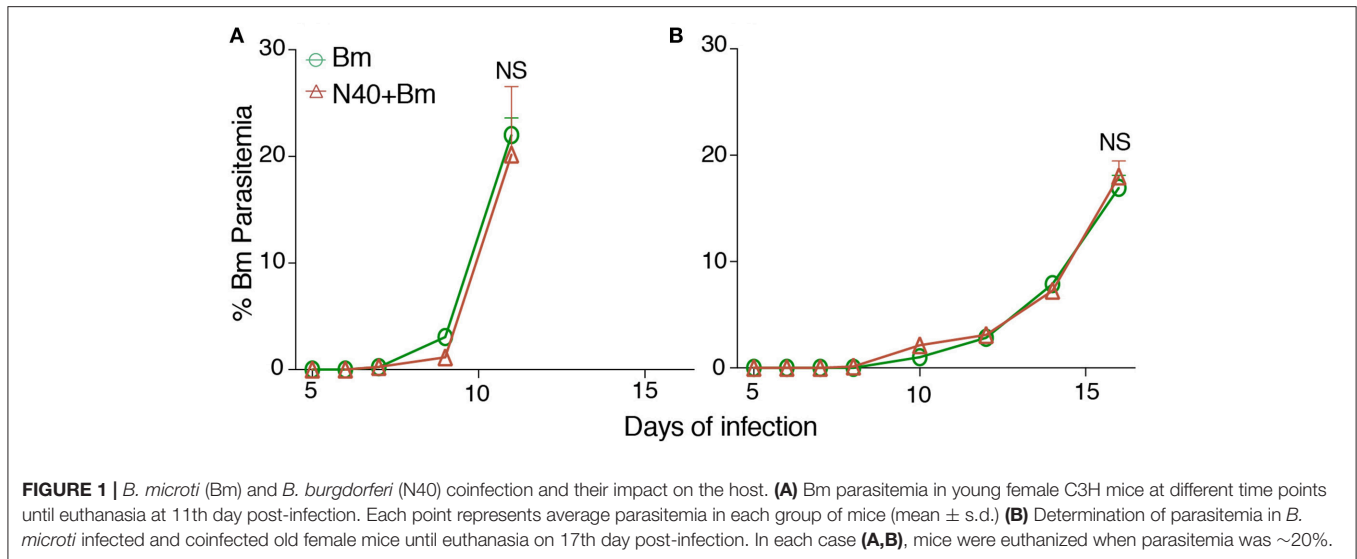 A
30
Bm
N40+Bm
NS
20
10
0
5
10
15
% Bm Parasitemia
B
30
NS
20
10
0
5
10
15
Days of infection
FIGURE 1 | B. microti (Bm) and B. burgdorferi (N40) coinfection and their impact on the host. (A) Bm parasitemia in young female C3H mice at different time points
until euthanasia at 11th day post-infection. Each point represents average parasitemia in each group of mice (mean ± s.d.) (B) Determination of parasitemia in B.
microti infected and coinfected old female mice until euthanasia on 17th day post-infection. In each case (A,B), mice were euthanized when parasitemia was ∼20%.